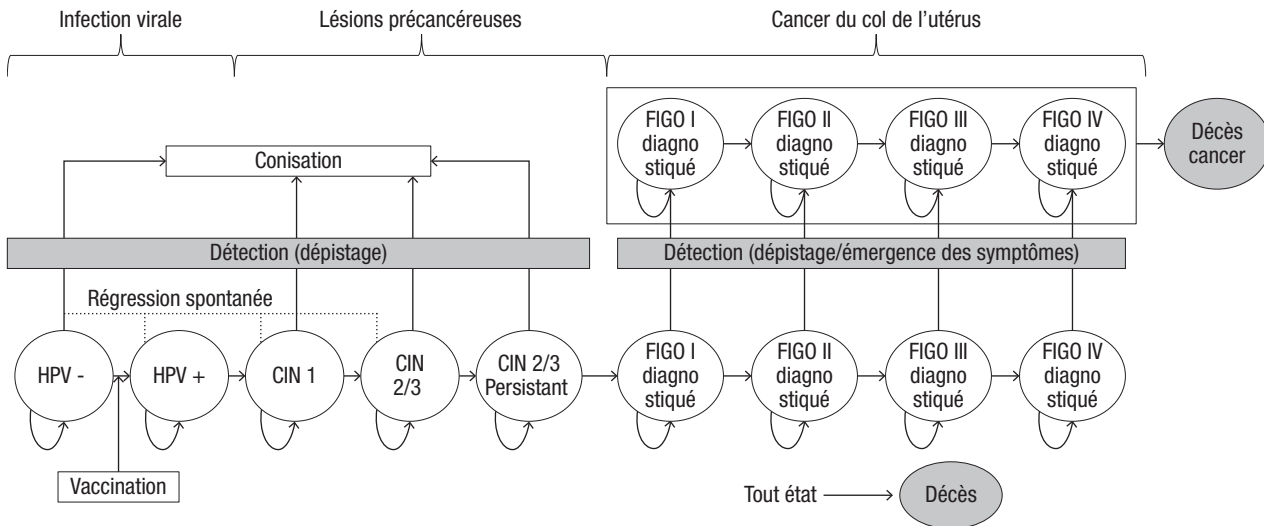 Infection virale
Lésions précancéreuses
Cancer du col de l’utérus
FIGO I
diagno
stiqué
FIGO II
diagno
stiqué
FIGO III
diagno
stiqué
FIGO IV
diagno
stiqué
Décès
cancer
Conisation
Détection (dépistage)
Détection (dépistage/émergence des symptômes)
Régression spontanée
HPV -
HPV +
CIN 1
CIN
2/3
CIN 2/3
Persistant
FIGO I
diagno
stiqué
FIGO II
diagno
stiqué
FIGO III
diagno
stiqué
FIGO IV
diagno
stiqué
Vaccination
Tout état
Décès